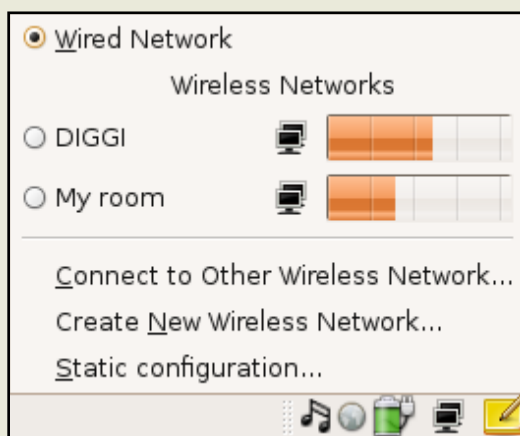 Wired Network
Wireless Networks
DIGGI
My room
Connect to Other Wireless Network...
Create New Wireless Network...
Static configuration...